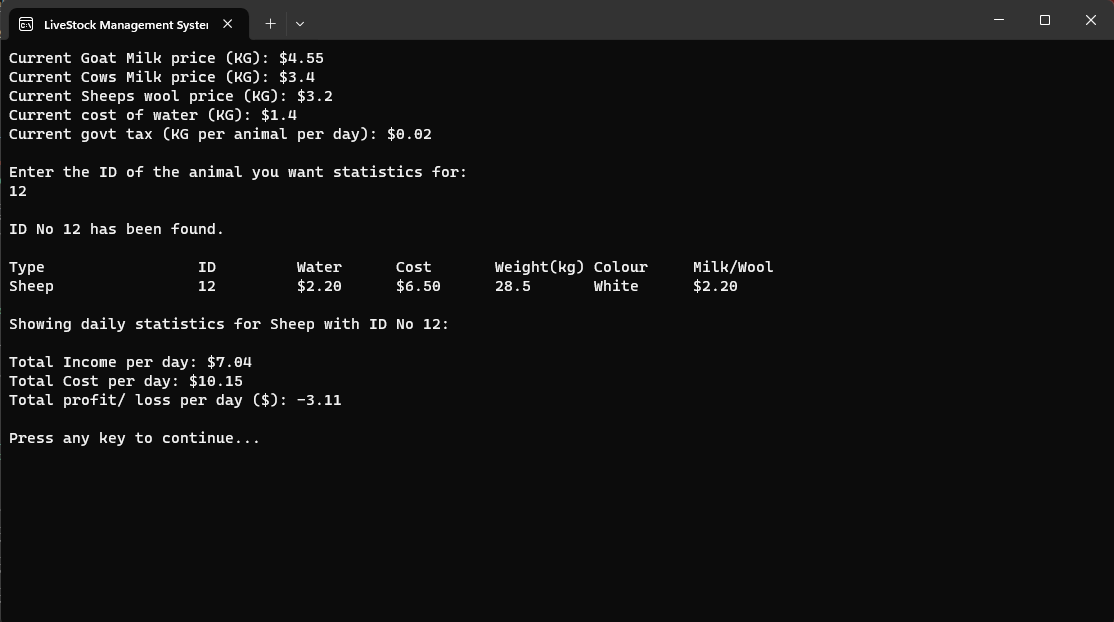 LiveStock Management Syster
Current Goat Milk price (KG): $4.55
Current Cows Milk price (KG): $3.4
Current Sheeps wool price (KG): $3.2
Current cost of water (KG): $1.4
Current govt tax (KG per animal per day): $0.02
Enter the ID of the animal you want statistics for:
12
ID No 12 has been found.
Type ID Water Cost Weight(kg) Colour Milk/Wool
Sheep 12 $2.20 $6.50 28.5 White $2.20
Showing daily statistics for Sheep with ID No 12:
Total Income per day: $7.04
Total Cost per day: $10.15
Total profit/ loss per day ($): -3.11
Press any key to continue...